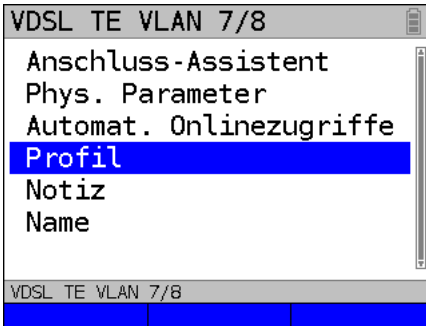 VDSL TE VLAN 7/8
Anschluss-Assistent
Phys. Parameter
Automat. Onlinezugriffe
Profil
Notiz
Name
VDSL TE VLAN 7/8